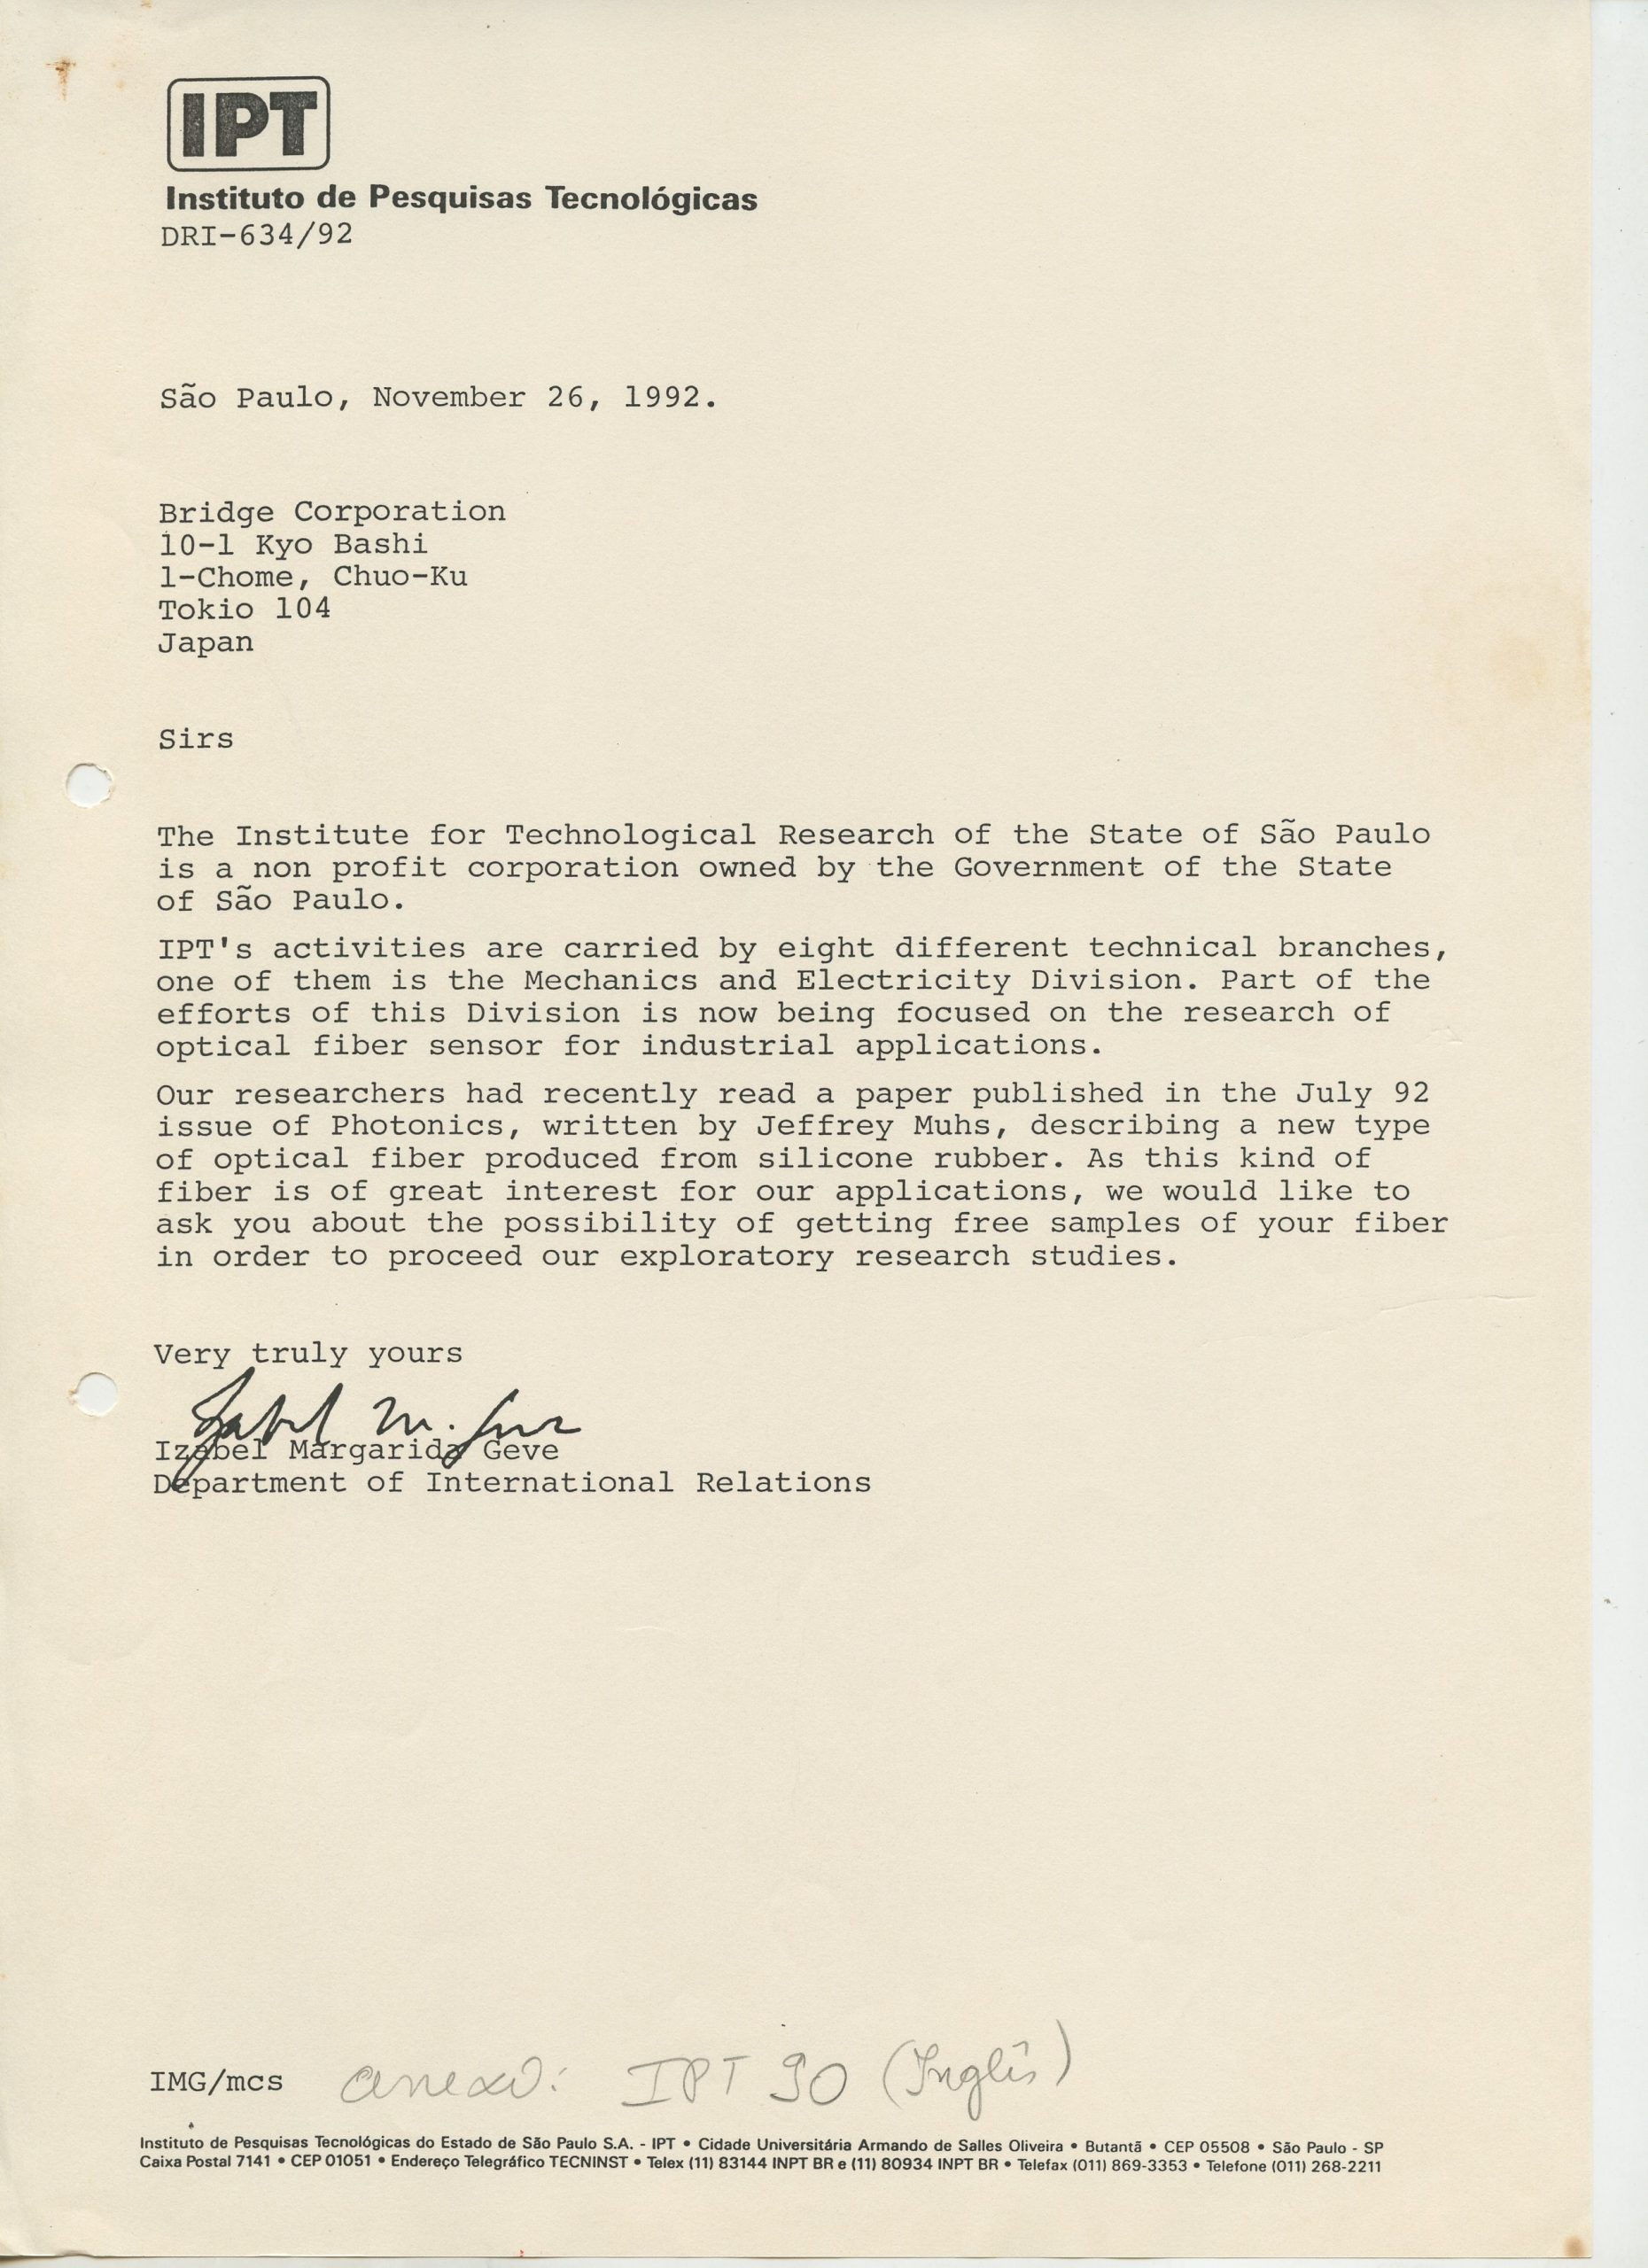 IPT
Instituto de Pesquisas Tecnológicas
DRI-634/92
São Paulo, November 26, 1992.
Bridge Corporation
10-1 Kyo Bashi
1-Chome, Chuo-Ku
Tokio 104
Japan
Sirs
The Institute for Technological Research of the State of São Paulo
is a non profit corporation owned by the Government of the State
of São Paulo.
IPT's activities are carried by eight different technical branches,
one of them is the Mechanics and Electricity Division. Part of the
efforts of this Division is now being focused on the research of
optical fiber sensor for industrial applications.
Our researchers had recently read a paper published in the July 92
issue of Photonics, written by Jeffrey Muhs, describing a new type
of optical fiber produced from silicone rubber. As this kind of
fiber is of great interest for our applications, we would like to
ask you about the possibility of getting free samples of your fiber
in order to proceed our exploratory research studies.
Very truly yours
Izabel M. Geve
Izabel Margarida Geve
Department of International Relations
IMG/mcs anexo: IPT 90 (Inglês)
Instituto de Pesquisas Tecnológicas do Estado de São Paulo S.A. - IPT • Cidade Universitária Armando de Salles Oliveira • Butantã • CEP 05508 • São Paulo - SP
Caixa Postal 7141 • CEP 01051 • Endereço Telegráfico TECNINST • Telex (11) 83144 INPT BR e (11) 80934 INPT BR • Telefax (011) 869-3353 • Telefone (011) 268-2211